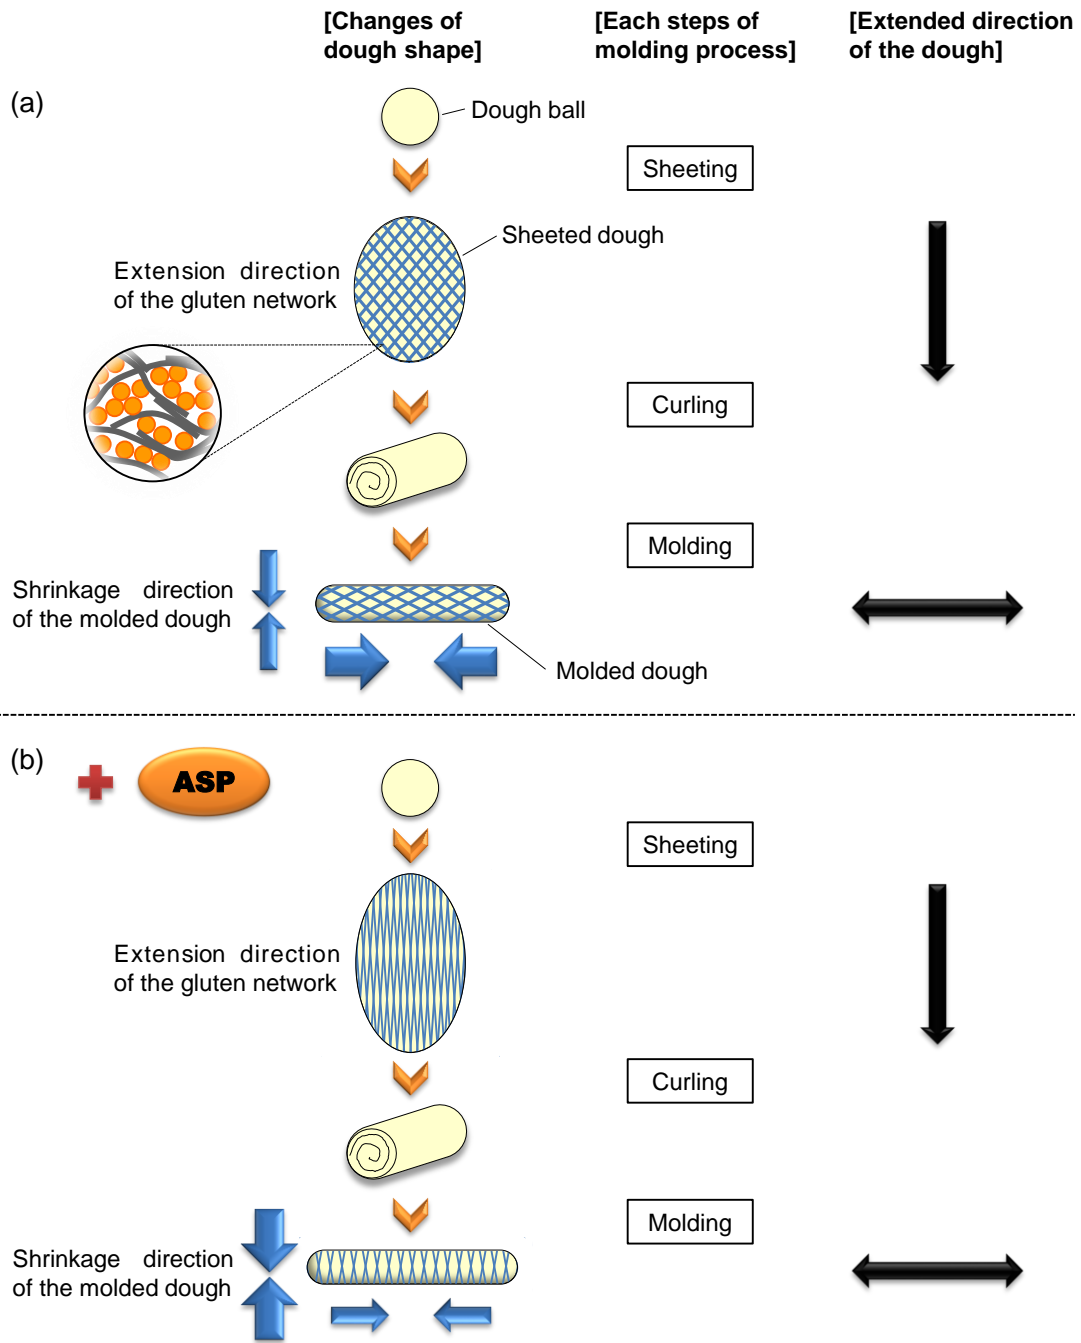 [Changes of
dough shape]
[Each steps of
molding process]
[Extended direction
of the dough]
(a)
Dough ball
Sheeting
Sheeted dough
Extension direction
of the gluten network
Curling
Molding
Shrinkage direction
of the molded dough
Molded dough
(b)
ASP
Sheeting
Extension direction
of the gluten network
Curling
Molding
Shrinkage direction
of the molded dough